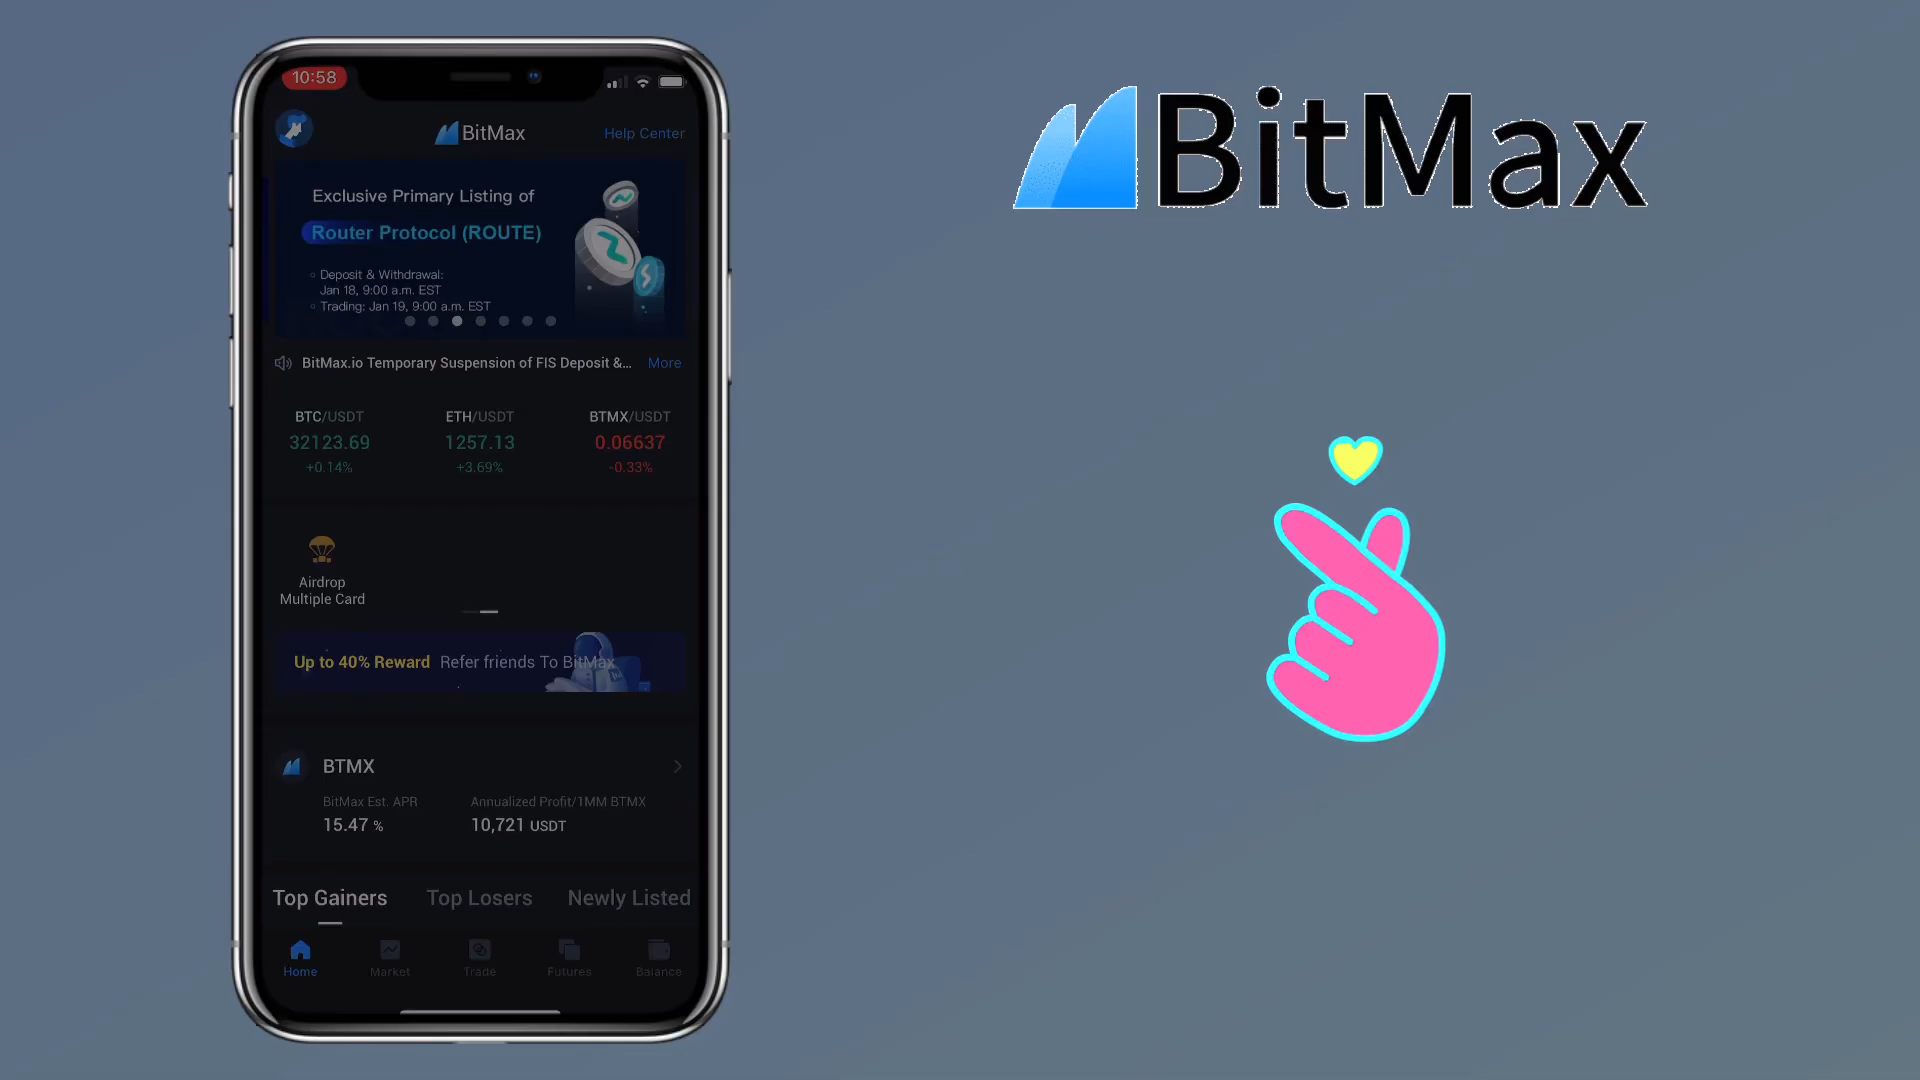 10:58
BitMax
Help Center
Exclusive Primary Listing of
Router Protocol (ROUTE)
Deposit & Withdrawal:
Jan 18, 9:00 a.m. EST
Trading: Jan 19, 9:00 a.m. EST
BitMax.io Temporary Suspension of FIS Deposit &... More
BTC/USDT ETH/USDT BTMX/USDT
32123.69 1257.13 0.06637
+0.14% +3.69% -0.33%
Airdrop
Multiple Card
Up to 40% Reward Refer friends To BitMax
BTMX
BitMax Est. APR Annualized Profit/1MM BTMX
15.47 % 10,721 USDT
Top Gainers Top Losers Newly Listed
Home Market Trade Futures Balance
BitMax